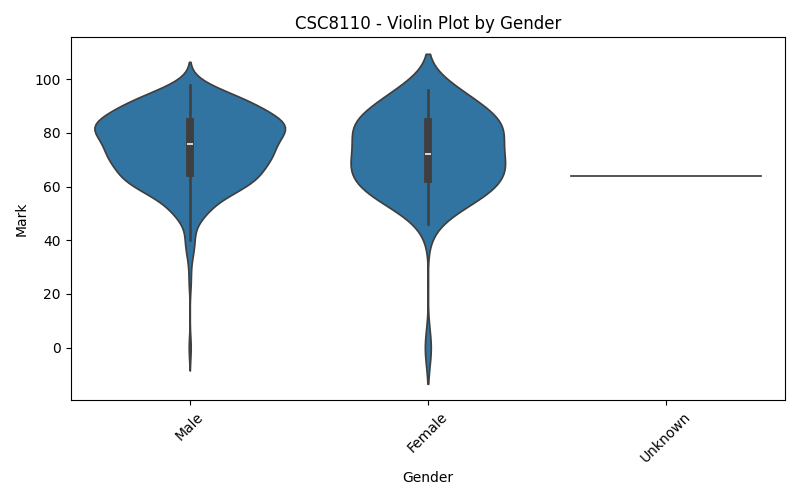 CSC8110 - Violin Plot by Gender
Mark
100
80
60
40
20
0
Male
Female
Unknown
Gender